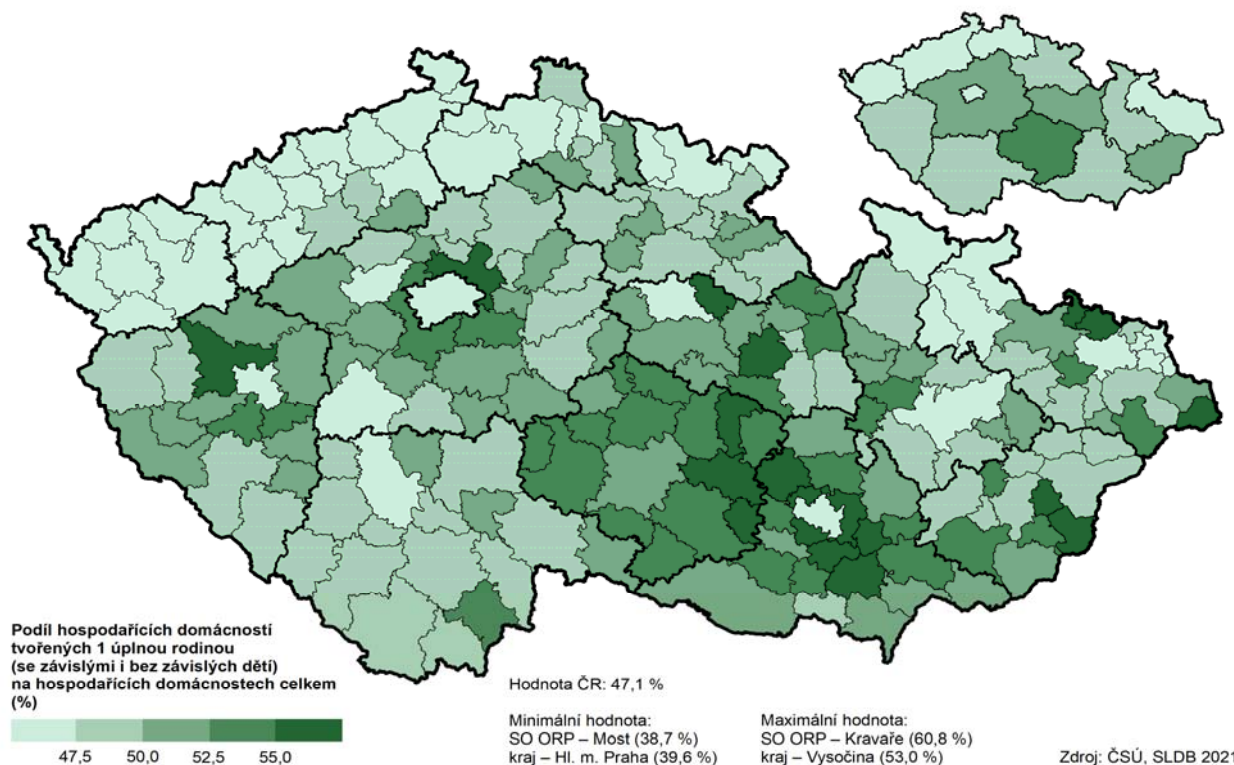 Podíl hospodařících domácností
tvořených 1 úplnou rodinou
(se závislými i bez závislých dětí)
na hospodařících domácnostech celkem
(%)
47,5 50,0 52,5 55,0
Hodnota ČR: 47,1 %
Minimální hodnota:
SO ORP – Most (38,7 %)
kraj – Hl. m. Praha (39,6 %)
Maximální hodnota:
SO ORP – Kravaře (60,8 %)
kraj – Vysočina (53,0 %)
Zdroj: ČSÚ, SLDB 2021